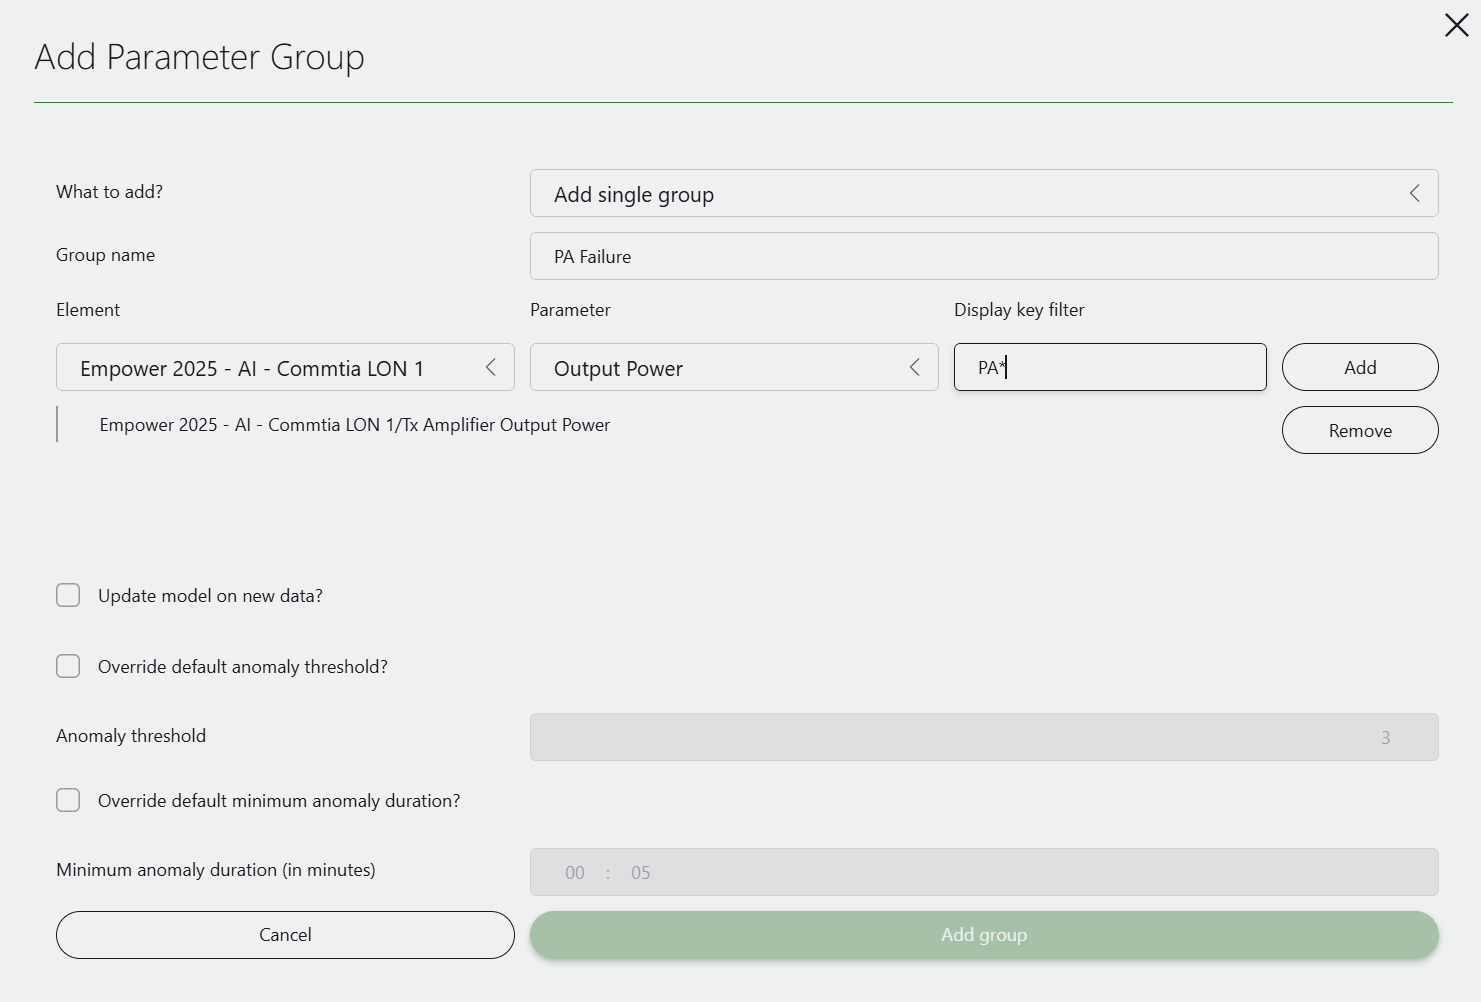 Add Parameter Group
What to add?
Add single group
Group name
PA Failure
Element
Parameter
Display key filter
Empower 2025 - AI - Commtia LON 1
Output Power
PA*
Add
Empower 2025 - AI - Commtia LON 1/Tx Amplifier Output Power
Remove
Update model on new data?
Override default anomaly threshold?
Anomaly threshold
3
Override default minimum anomaly duration?
Minimum anomaly duration (in minutes)
00 : 05
Cancel
Add group